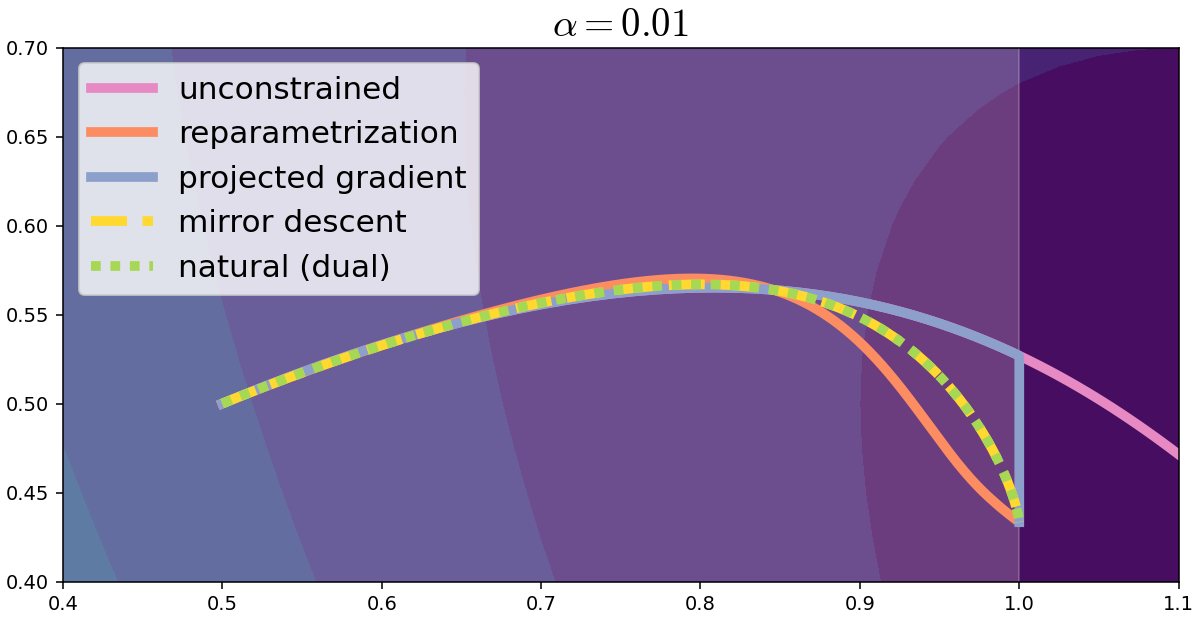 α = 0.01
0.70
0.65
0.60
0.55
0.50
0.45
0.40
unconstrained
reparametrization
projected gradient
mirror descent
natural (dual)
0.4 0.5 0.6 0.7 0.8 0.9 1.0 1.1